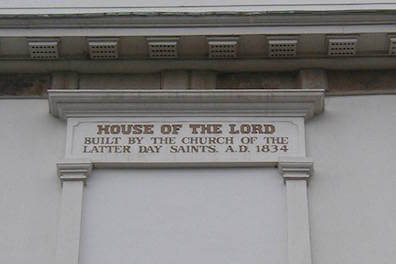 HOUSE OF THE LORD
BUILT BY THE CHURCH OF THE
LATTER DAY SAINTS. A.D. 1834